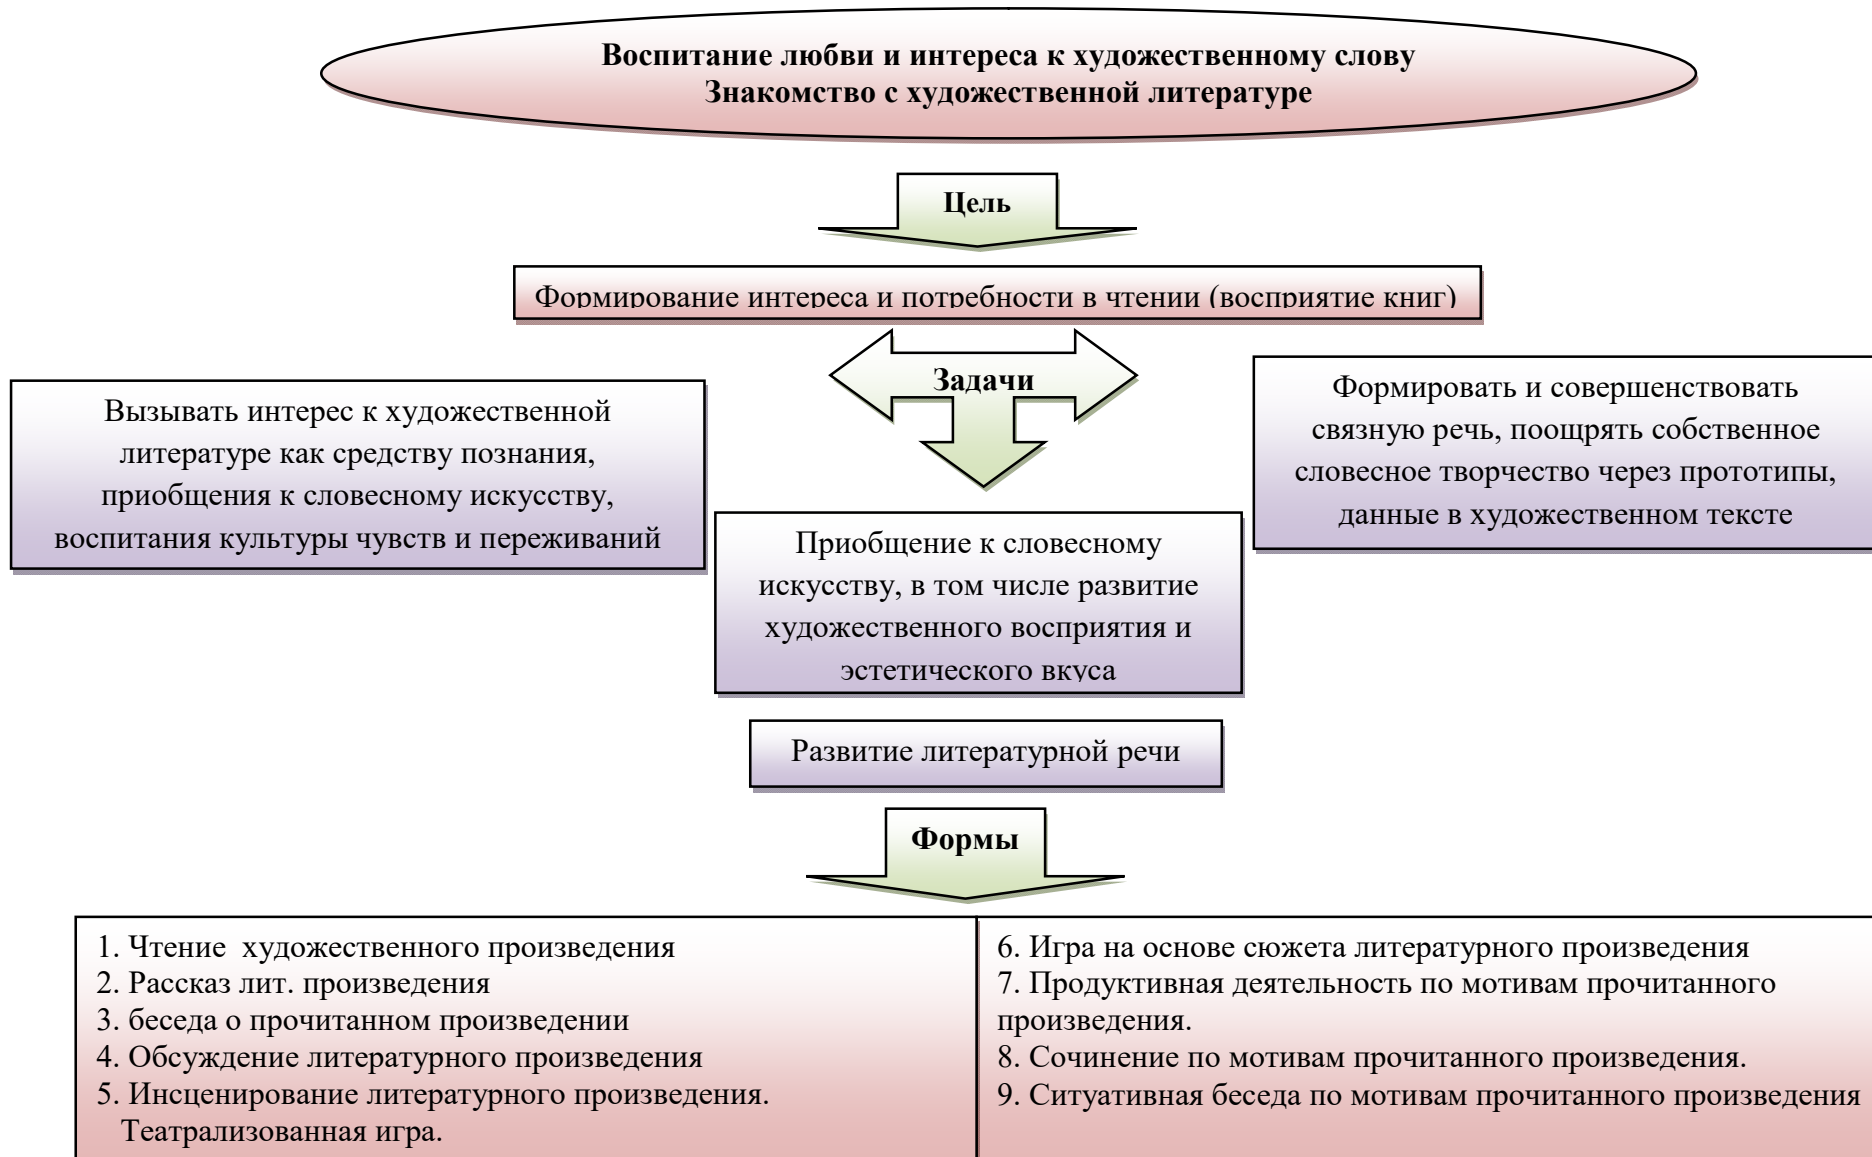 Воспитание любви и интереса к художественному слову
Знакомство с художественной литературе
Цель
Формирование интереса и потребности в чтении (восприятие книг)
Задачи
Вызывать интерес к художественной
литературе как средству познания,
приобщения к словесному искусству,
воспитания культуры чувств и переживаний
Приобщение к словесному
искусству, в том числе развитие
художественного восприятия и
эстетического вкуса
Формировать и совершенствовать
связную речь, поощрять собственное
словесное творчество через прототипы,
данные в художественном тексте
Развитие литературной речи
Формы
1. Чтение  художественного произведения
2. Рассказ лит. произведения
3. беседа о прочитанном произведении
4. Обсуждение литературного произведения
5. Инсценирование литературного произведения.
Театрализованная игра.
6. Игра на основе сюжета литературного произведения
7. Продуктивная деятельность по мотивам прочитанного
произведения.
8. Сочинение по мотивам прочитанного произведения.
9. Ситуативная беседа по мотивам прочитанного произведения